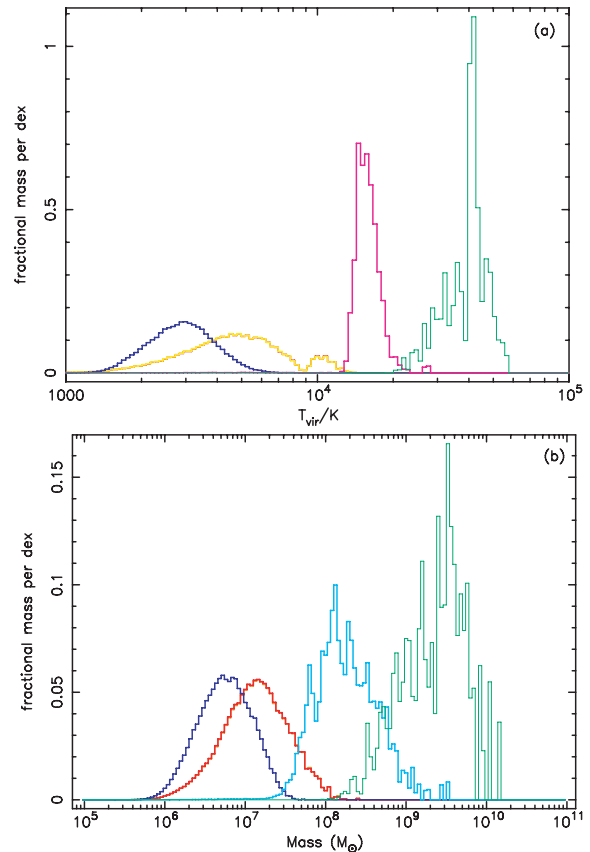 (a)
fractional mass per dex
1
0.5
0
1000
10⁴
10⁵
T_vir/K
(b)
fractional mass per dex
0.15
0.1
0.05
0
10⁵
10⁶
10⁷
10⁸
10⁹
10¹⁰
10¹¹
Mass (M☉)